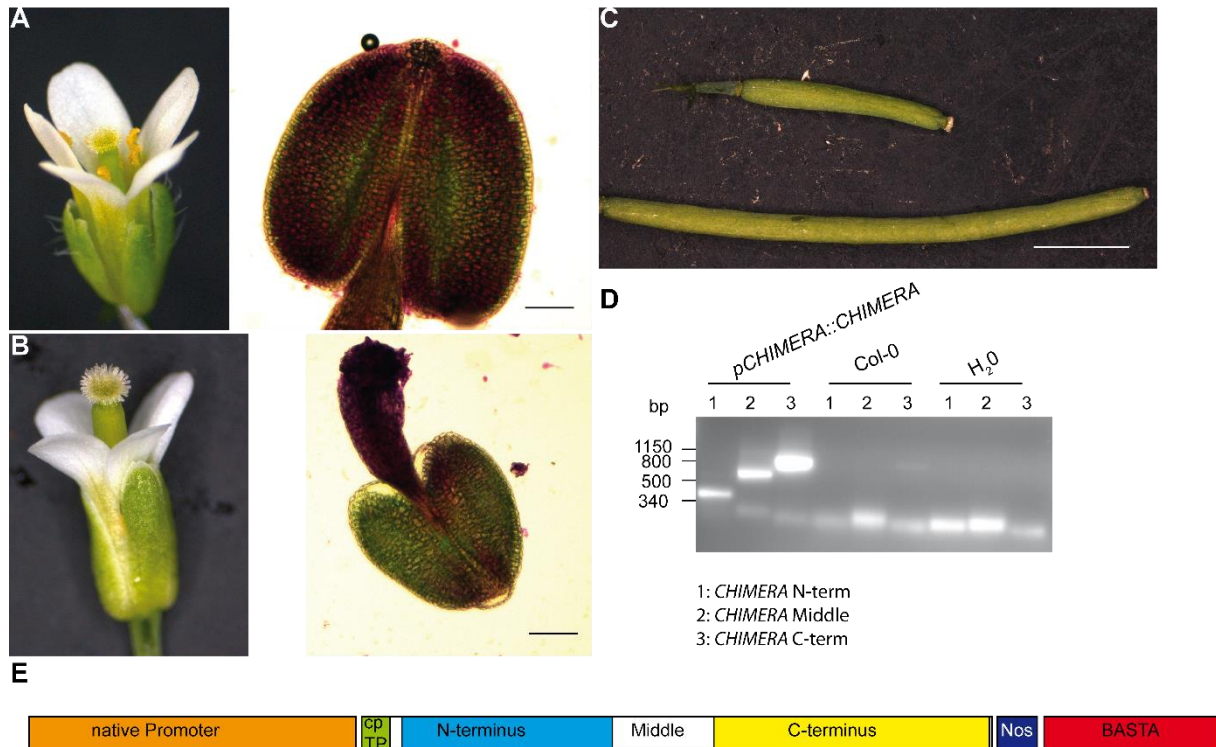 A
C
D
pCHIMERA::CHIMERA
Col-0
H20
bp
1 2 3 1 2 3 1 2 3
1150
800
500
340
B
1: CHIMERA N-term
2: CHIMERA Middle
3: CHIMERA C-term
E
native Promoter
cp
TP
N-terminus
Middle
C-terminus
Nos
BASTA